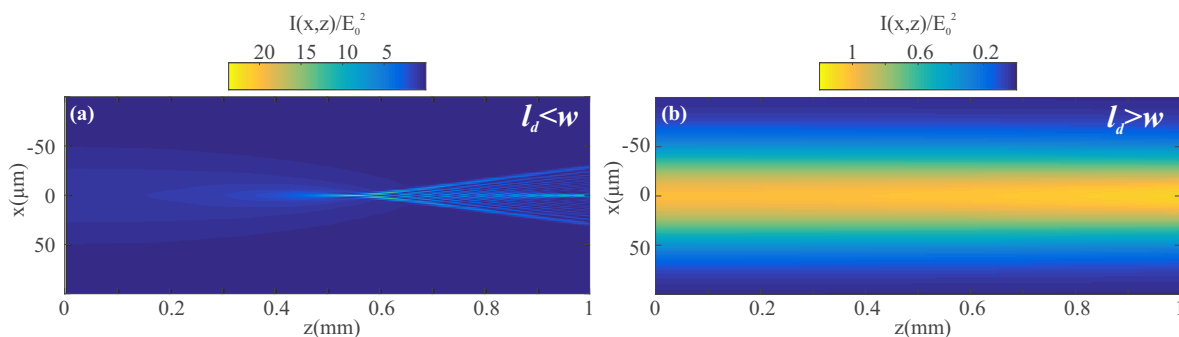 I(x,z)/E₀²
20 15 10 5
(a) l_d<w
-50
0
50
x(μm)
0 0.2 0.4 0.6 0.8 1
z(mm)
I(x,z)/E₀²
1 0.6 0.2
(b) l_d>w
-50
0
50
x(μm)
0 0.2 0.4 0.6 0.8 1
z(mm)